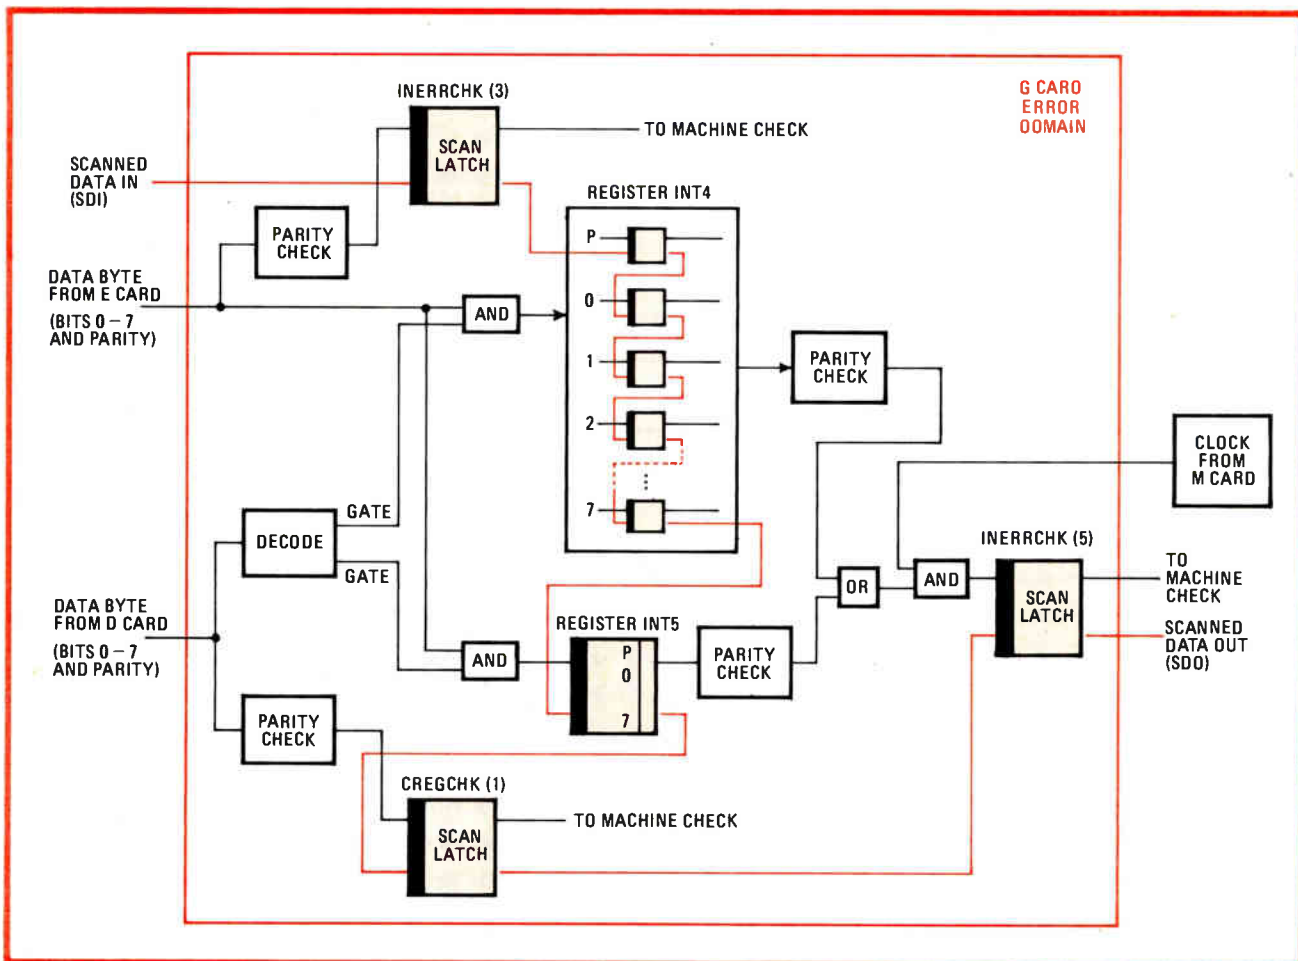 G CARO
ERROR
OOMAIN
INERRCHK (3)
SCAN
LATCH
TO MACHINE CHECK
SCANNED
DATA IN
(SDI)
PARITY
CHECK
REGISTER INT4
P
0
1
2
7
DATA BYTE
FROM E CARD
(BITS 0 – 7
AND PARITY)
AND
PARITY
CHECK
CLOCK
FROM
M CARD
GATE
DECODE
GATE
DATA BYTE
FROM D CARD
(BITS 0 – 7
AND PARITY)
OR
AND
INERRCHK (5)
SCAN
LATCH
TO
MACHINE
CHECK
SCANNED
DATA OUT
(SDO)
AND
REGISTER INT5
P
0
7
PARITY
CHECK
PARITY
CHECK
CREGCHK (1)
SCAN
LATCH
TO MACHINE CHECK